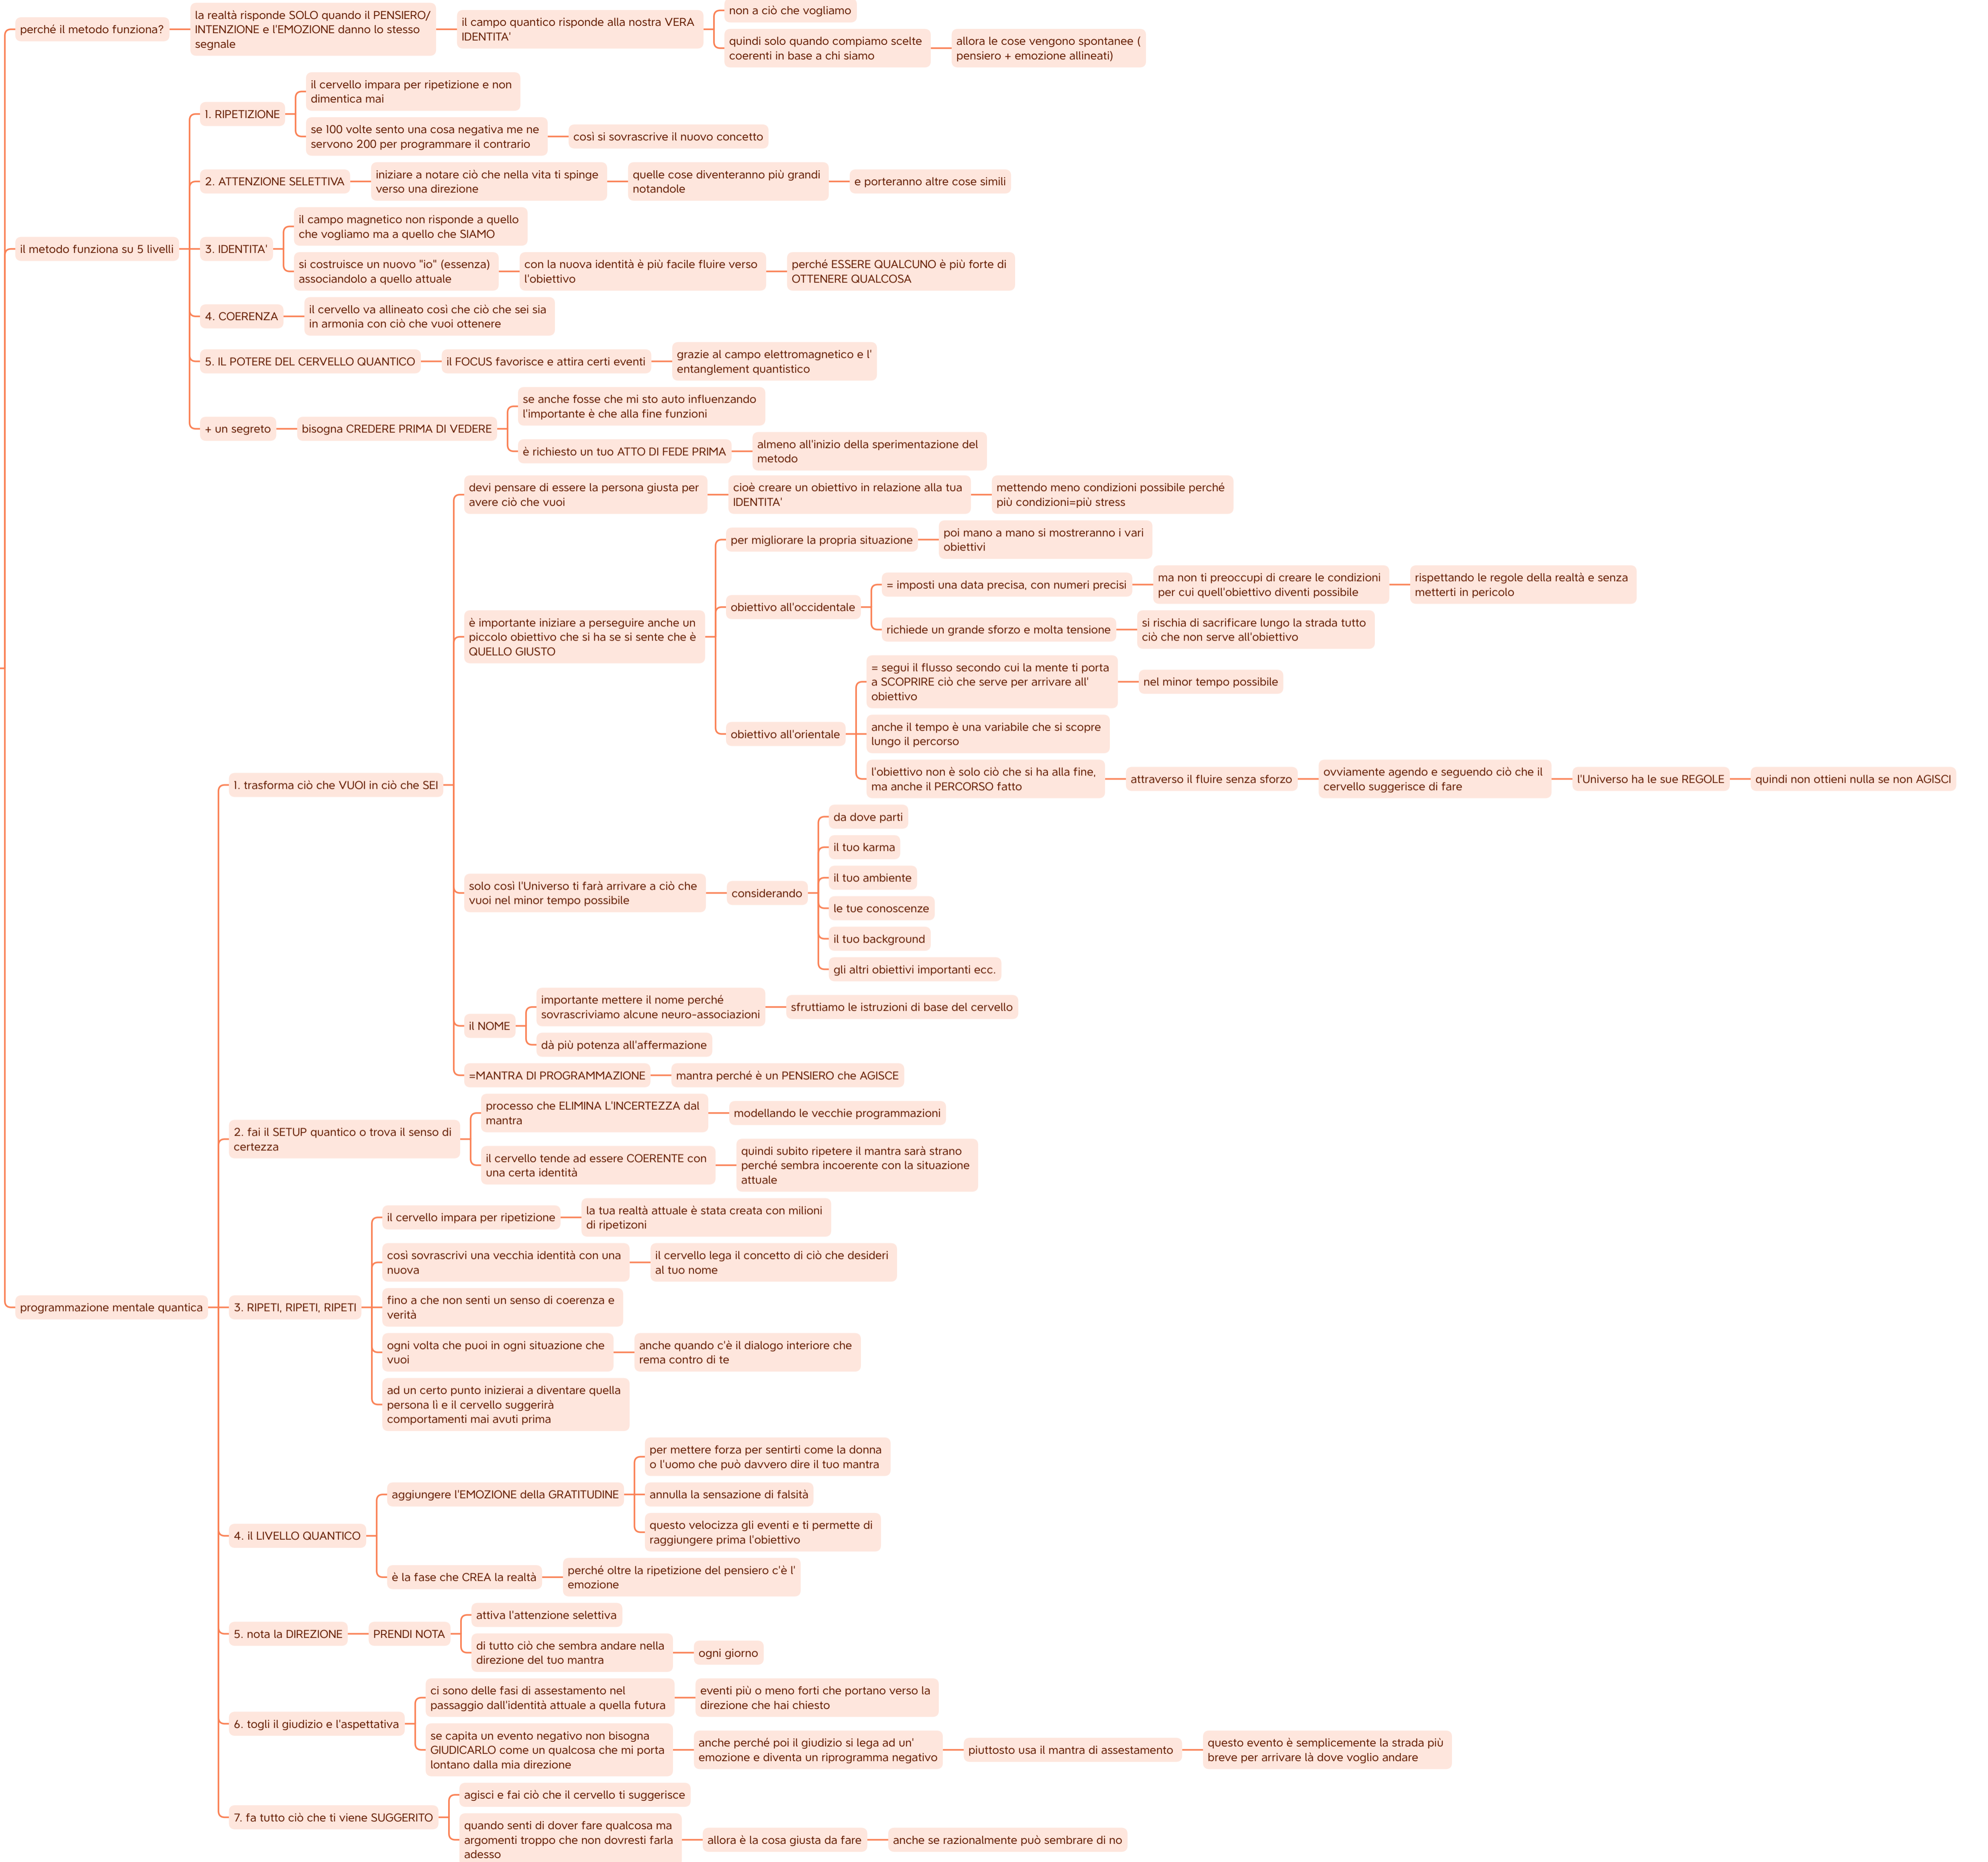 perché il metodo funziona?
la realtà risponde SOLO quando il PENSIERO/
INTENZIONE e l'EMOZIONE danno lo stesso
segnale
il campo quantico risponde alla nostra VERA
IDENTITA'
non a ciò che vogliamo
quindi solo quando compiamo scelte
coerenti in base a chi siamo
allora le cose vengono spontanee (
pensiero + emozione allineati)
il metodo funziona su 5 livelli
1. RIPETIZIONE
il cervello impara per ripetizione e non
dimentica mai
se 100 volte sento una cosa negativa me ne
servono 200 per programmare il contrario
così si sovrascrive il nuovo concetto
2. ATTENZIONE SELETTIVA
iniziare a notare ciò che nella vita ti spinge
verso una direzione
quelle cose diventeranno più grandi
notandole
e porteranno altre cose simili
3. IDENTITA'
il campo magnetico non risponde a quello
che vogliamo ma a quello che SIAMO
si costruisce un nuovo "io" (essenza)
associandolo a quello attuale
con la nuova identità è più facile fluire verso
l'obiettivo
perché ESSERE QUALCUNO è più forte di
OTTENERE QUALCOSA
4. COERENZA
il cervello va allineato così che ciò che sei sia
in armonia con ciò che vuoi ottenere
5. IL POTERE DEL CERVELLO QUANTICO
il FOCUS favorisce e attira certi eventi
grazie al campo elettromagnetico e l'
entanglement quantistico
+ un segreto
bisogna CREDERE PRIMA DI VEDERE
se anche fosse che mi sto auto influenzando
l'importante è che alla fine funzioni
è richiesto un tuo ATTO DI FEDE PRIMA
almeno all'inizio della sperimentazione del
metodo
programmazione mentale quantica
1. trasforma ciò che VUOI in ciò che SEI
devi pensare di essere la persona giusta per
avere ciò che vuoi
cioè creare un obiettivo in relazione alla tua
IDENTITA'
mettendo meno condizioni possibile perché
più condizioni=più stress
è importante iniziare a perseguire anche un
piccolo obiettivo che si ha se si sente che è
QUELLO GIUSTO
per migliorare la propria situazione
poi mano a mano si mostreranno i vari
obiettivi
obiettivo all'occidentale
= imposti una data precisa, con numeri precisi
ma non ti preoccupi di creare le condizioni
per cui quell'obiettivo diventi possibile
rispettando le regole della realtà e senza
metterti in pericolo
richiede un grande sforzo e molta tensione
si rischia di sacrificare lungo la strada tutto
ciò che non serve all'obiettivo
obiettivo all'orientale
= segui il flusso secondo cui la mente ti porta
a SCOPRIRE ciò che serve per arrivare all'
obiettivo
nel minor tempo possibile
anche il tempo è una variabile che si scopre
lungo il percorso
l'obiettivo non è solo ciò che si ha alla fine,
ma anche il PERCORSO fatto
attraverso il fluire senza sforzo
ovviamente agendo e seguendo ciò che il
cervello suggerisce di fare
l'Universo ha le sue REGOLE
quindi non ottieni nulla se non AGISCI
solo così l'Universo ti farà arrivare a ciò che
vuoi nel minor tempo possibile
considerando
da dove parti
il tuo karma
il tuo ambiente
le tue conoscenze
il tuo background
gli altri obiettivi importanti ecc.
il NOME
importante mettere il nome perché
sovrascriviamo alcune neuro-associazioni
sfruttiamo le istruzioni di base del cervello
dà più potenza all'affermazione
=MANTRA DI PROGRAMMAZIONE
mantra perché è un PENSIERO che AGISCE
2. fai il SETUP quantico o trova il senso di
certezza
processo che ELIMINA L'INCERTEZZA dal
mantra
modellando le vecchie programmazioni
il cervello tende ad essere COERENTE con
una certa identità
quindi subito ripetere il mantra sarà strano
perché sembra incoerente con la situazione
attuale
3. RIPETI, RIPETI, RIPETI
il cervello impara per ripetizione
la tua realtà attuale è stata creata con milioni
di ripetizoni
così sovrascrivi una vecchia identità con una
nuova
il cervello lega il concetto di ciò che desideri
al tuo nome
fino a che non senti un senso di coerenza e
verità
ogni volta che puoi in ogni situazione che
vuoi
anche quando c'è il dialogo interiore che
rema contro di te
ad un certo punto inizierai a diventare quella
persona lì e il cervello suggerirà
comportamenti mai avuti prima
4. il LIVELLO QUANTICO
aggiungere l'EMOZIONE della GRATITUDINE
per mettere forza per sentirti come la donna
o l'uomo che può davvero dire il tuo mantra
annulla la sensazione di falsità
questo velocizza gli eventi e ti permette di
raggiungere prima l'obiettivo
è la fase che CREA la realtà
perché oltre la ripetizione del pensiero c'è l'
emozione
5. nota la DIREZIONE
PRENDI NOTA
attiva l'attenzione selettiva
di tutto ciò che sembra andare nella
direzione del tuo mantra
ogni giorno
6. togli il giudizio e l'aspettativa
ci sono delle fasi di assestamento nel
passaggio dall'identità attuale a quella futura
eventi più o meno forti che portano verso la
direzione che hai chiesto
se capita un evento negativo non bisogna
GIUDICARLO come un qualcosa che mi porta
lontano dalla mia direzione
anche perché poi il giudizio si lega ad un'
emozione e diventa un riprogramma negativo
piuttosto usa il mantra di assestamento
questo evento è semplicemente la strada più
breve per arrivare là dove voglio andare
7. fa tutto ciò che ti viene SUGGERITO
agisci e fai ciò che il cervello ti suggerisce
quando senti di dover fare qualcosa ma
argomenti troppo che non dovresti farla
adesso
allora è la cosa giusta da fare
anche se razionalmente può sembrare di no